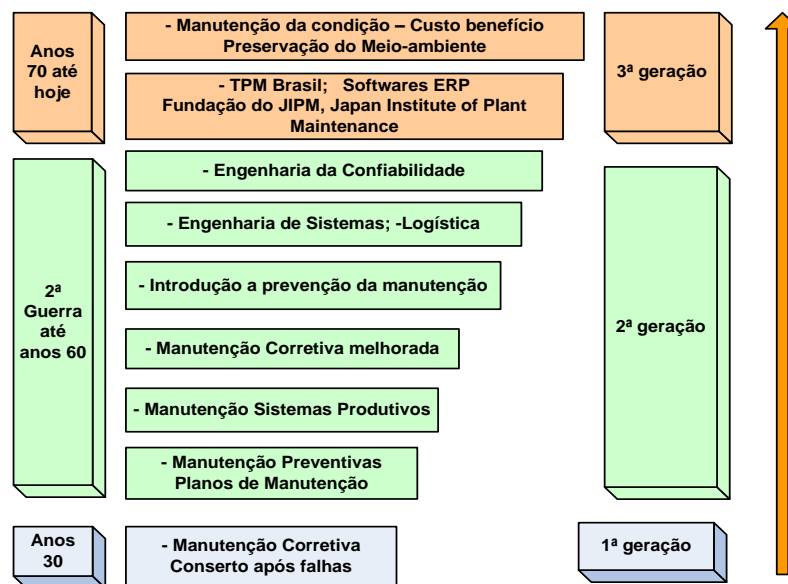 Anos
70 até
hoje
- Manutenção da condição – Custo benefício
Preservação do Meio-ambiente
- TPM Brasil;   Softwares ERP
Fundação do JIPM, Japan Institute of Plant
Maintenance
3ª geração
2ª
Guerra
até
anos 60
- Engenharia da Confiabilidade
- Engenharia de Sistemas; -Logística
- Introdução a prevenção da manutenção
- Manutenção Corretiva melhorada
- Manutenção Sistemas Produtivos
- Manutenção Preventivas
Planos de Manutenção
2ª geração
Anos
30
- Manutenção Corretiva
Conserto após falhas
1ª geração